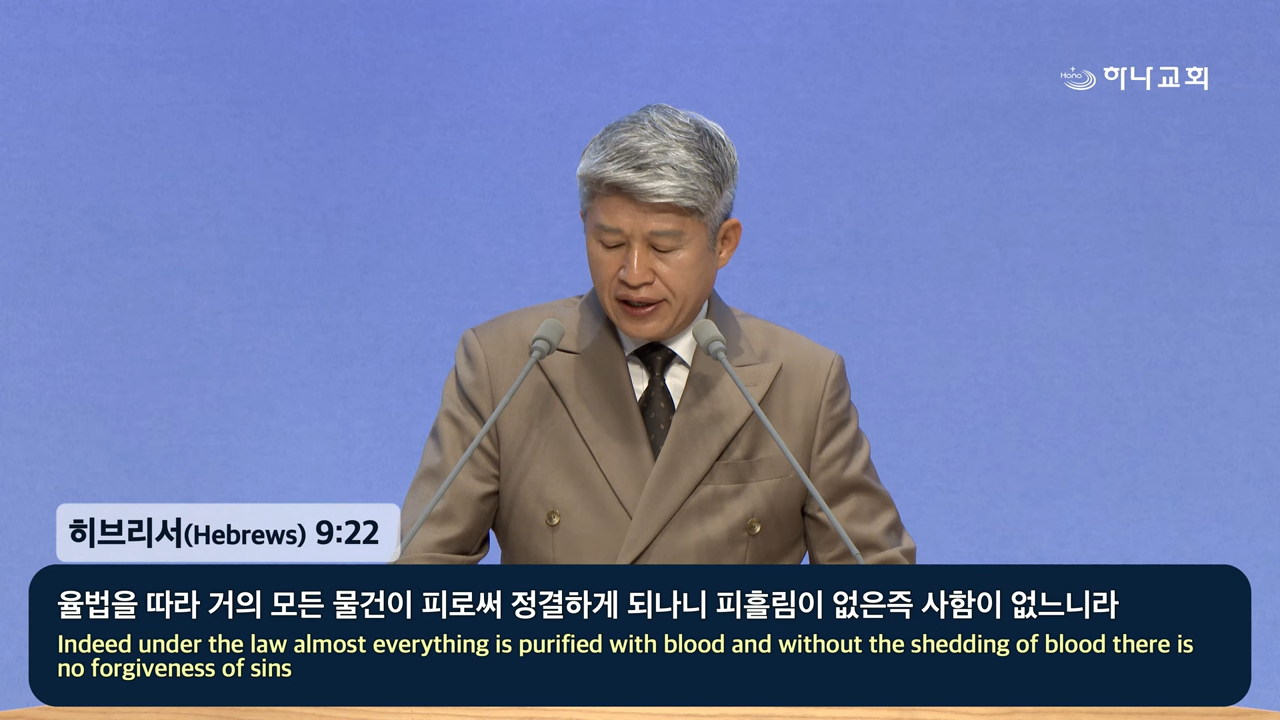 Hana 하나교회
히브리서(Hebrews) 9:22
율법을 따라 거의 모든 물건이 피로써 정결하게 되나니 피흘림이 없은즉 사함이 없느니라
Indeed under the law almost everything is purified with blood and without the shedding of blood there is
no forgiveness of sins